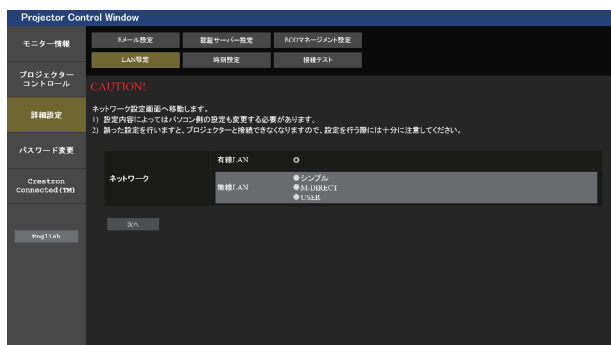 Projector Control Window
モニター情報
プロジェクター
コントロール
詳細設定
パスワード変更
Crestron
Connected(TM)
English
Eメール設定
認証サーバー設定
ECOマネージメント設定
LAN設定
時刻設定
接続テスト
CAUTION!
ネットワーク設定画面へ移動します。
1) 設定内容によってはパソコン側の設定も変更する必要があります。
2) 誤った設定を行いますと、プロジェクターと接続できなくなりますので、設定を行う際には十分に注意してください。
ネットワーク
有線LAN
無線LAN
シンプル
M-DIRECT
USER
次へ